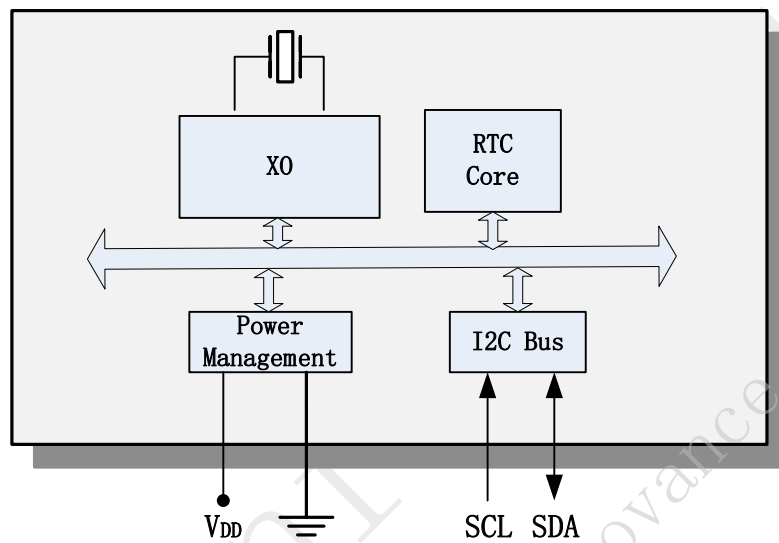 XO
RTC
Core
Power
Management
I2C Bus
VDD
SCL SDA